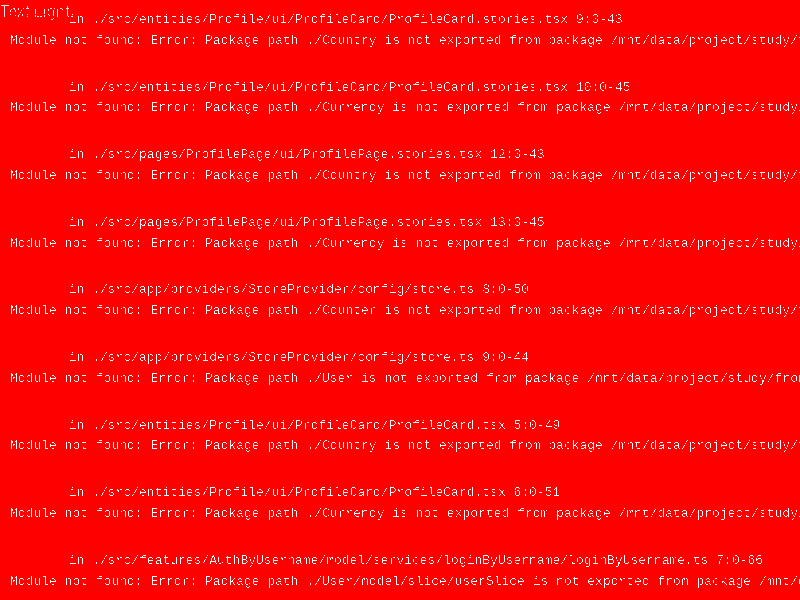 Text right
in ./src/entities/Profile/ui/ProfileCard/ProfileCard.stories.tsx 9:0-43
Module not found: Error: Package path ./Country is not exported from package /mnt/data/project/study/
in ./src/entities/Profile/ui/ProfileCard/ProfileCard.stories.tsx 10:0-45
Module not found: Error: Package path ./Currency is not exported from package /mnt/data/project/study
in ./src/pages/ProfilePage/ui/ProfilePage.stories.tsx 12:0-43
Module not found: Error: Package path ./Country is not exported from package /mnt/data/project/study/
in ./src/pages/ProfilePage/ui/ProfilePage.stories.tsx 13:0-45
Module not found: Error: Package path ./Currency is not exported from package /mnt/data/project/study
in ./src/app/providers/StoreProvider/config/store.ts 8:0-50
Module not found: Error: Package path ./Counter is not exported from package /mnt/data/project/study/
in ./src/app/providers/StoreProvider/config/store.ts 9:0-44
Module not found: Error: Package path ./User is not exported from package /mnt/data/project/study/fro
in ./src/entities/Profile/ui/ProfileCard/ProfileCard.tsx 5:0-49
Module not found: Error: Package path ./Country is not exported from package /mnt/data/project/study/
in ./src/entities/Profile/ui/ProfileCard/ProfileCard.tsx 6:0-51
Module not found: Error: Package path ./Currency is not exported from package /mnt/data/project/study
in ./src/features/AuthByUsername/model/services/loginByUsername/loginByUsername.ts 7:0-66
Module not found: Error: Package path ./User/model/slice/userSlice is not exported from package /mnt/